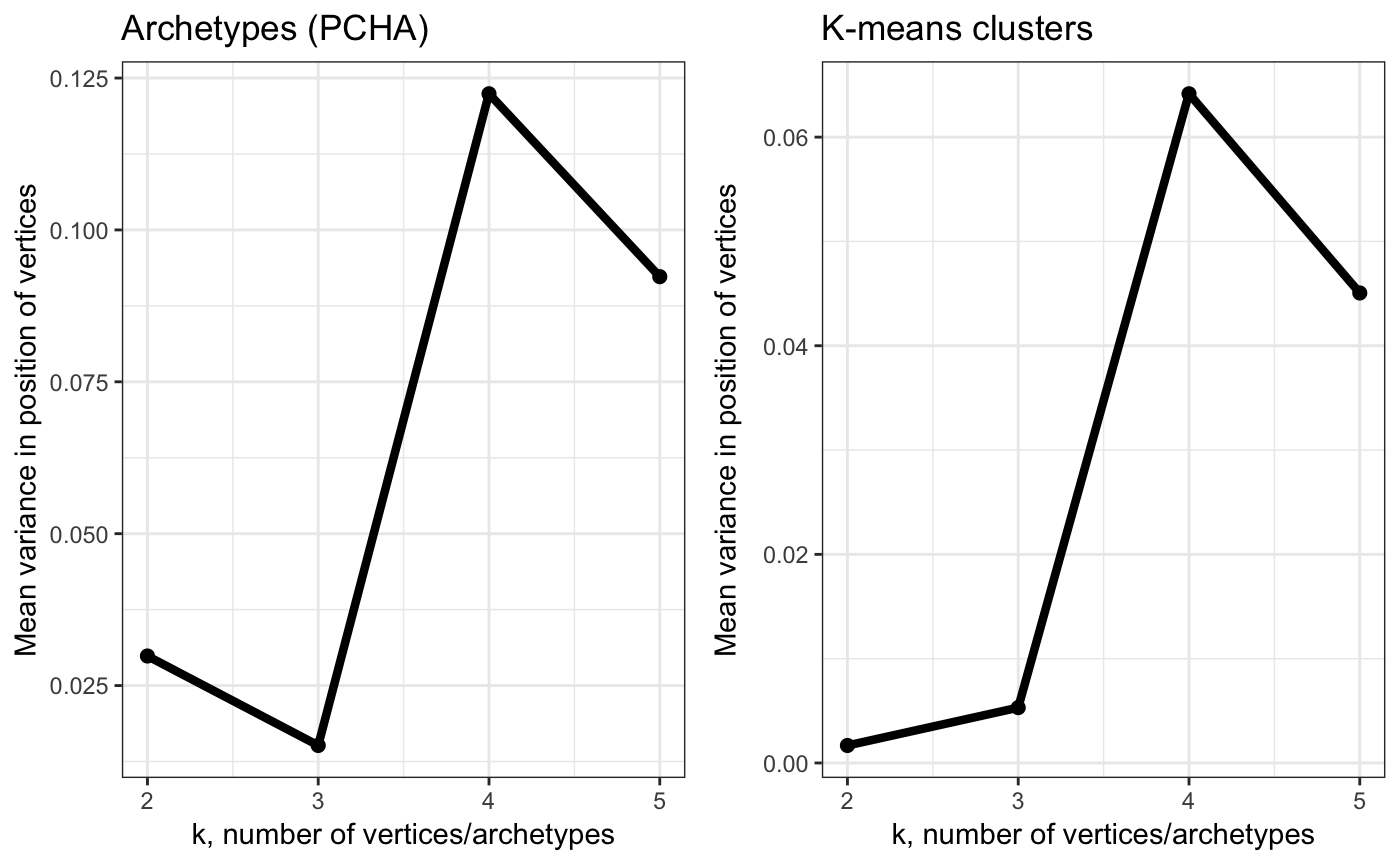 Archetypes (PCHA)
Mean variance in position of vertices
0.125
0.100
0.075
0.050
0.025
2 3 4 5
k, number of vertices/archetypes
K-means clusters
Mean variance in position of vertices
0.06
0.04
0.02
0.00
2 3 4 5
k, number of vertices/archetypes